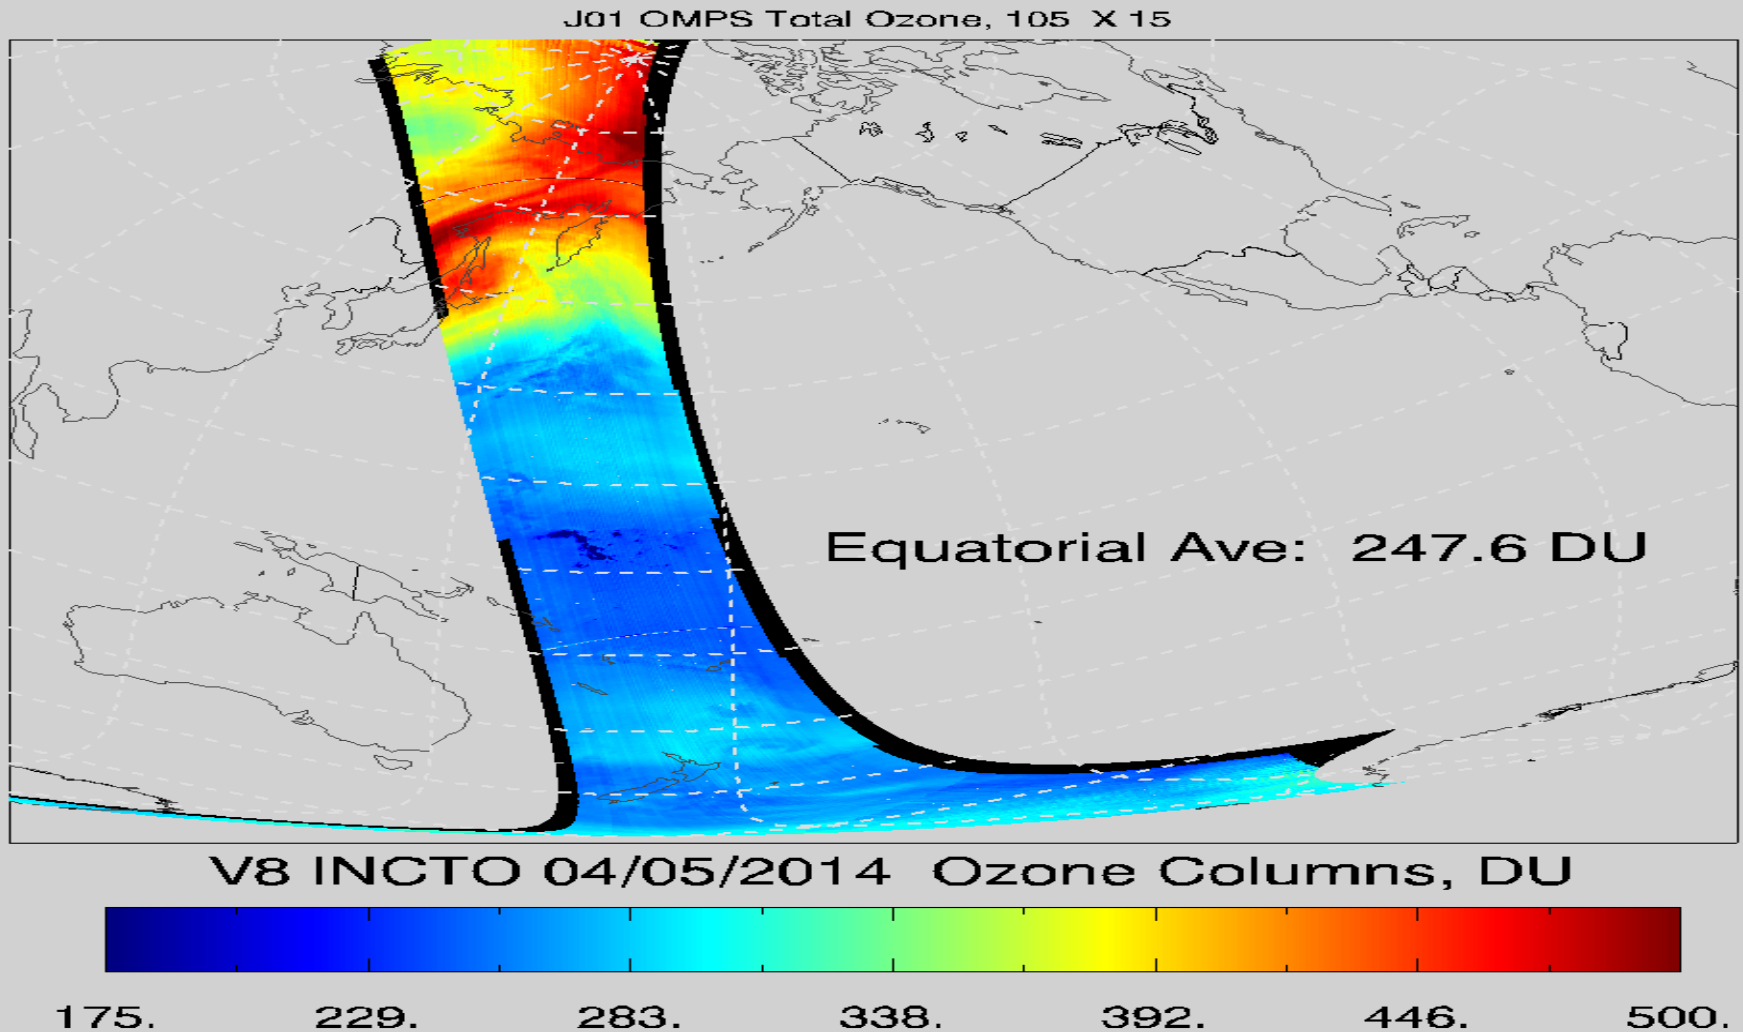 J01 OMPS Total Ozone, 105 X 15
Equatorial Ave: 247.6 DU
V8 INCTO 04/05/2014 Ozone Columns, DU
175. 229. 283. 338. 392. 446. 500.